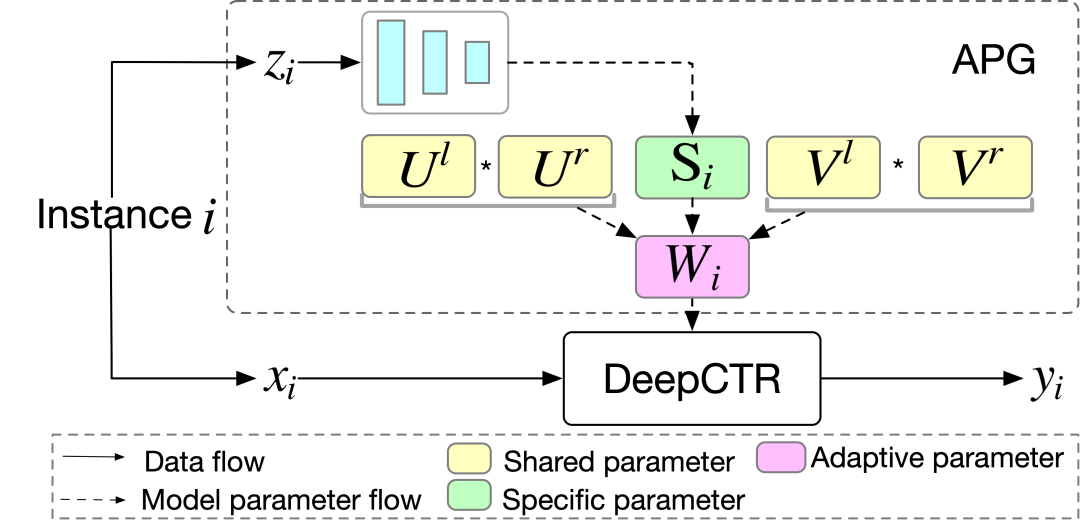 z_i
APG
U^l * U^r S_i V^l * V^r
Instance i
W_i
x_i DeepCTR y_i
Data flow Shared parameter Adaptive parameter
Model parameter flow Specific parameter